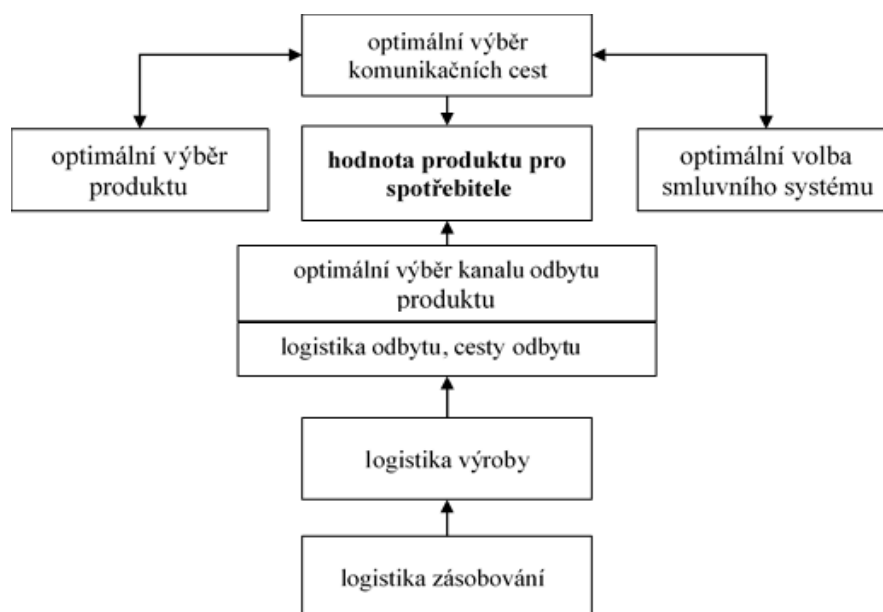 optimální výběr
komunikačních cest
optimální výběr
produktu
hodnota produktu pro
spotřebitele
optimální volba
smluvního systému
optimální výběr kanalu odbytu
produktu
logistika odbytu, cesty odbytu
logistika výroby
logistika zásobování